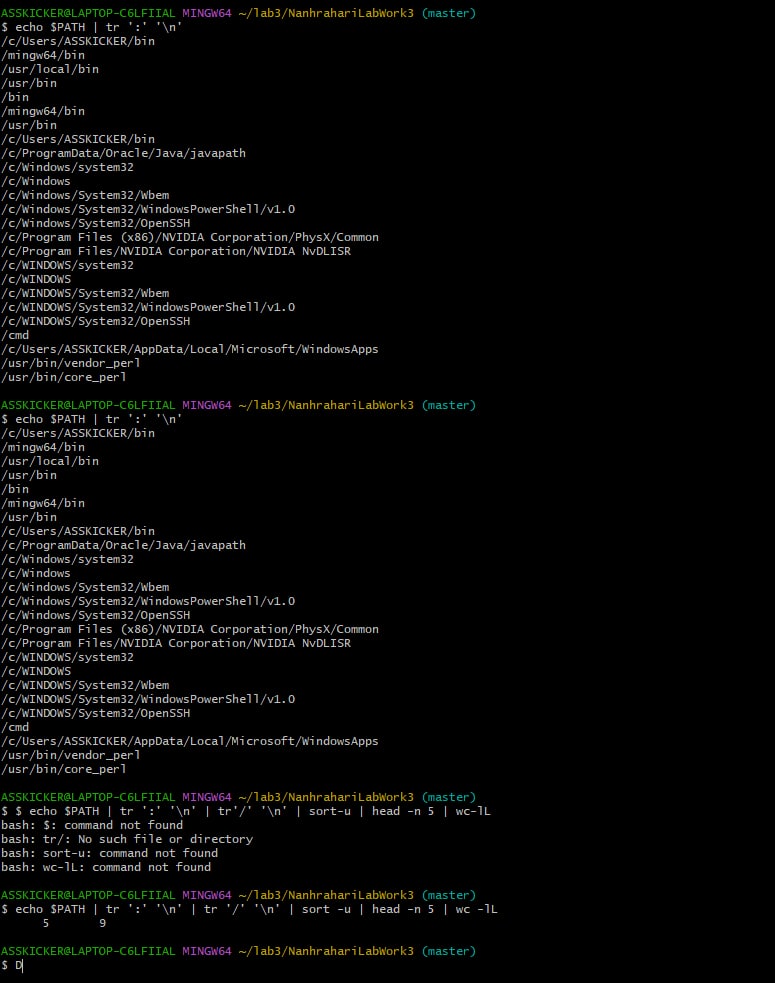 ASSKICKER@LAPTOP-C6LFIIAL MINGW64 ~/lab3/NanhrahariLabWork3 (master)
$ echo $PATH | tr ':' '\n'
/c/Users/ASSKICKER/bin
/mingw64/bin
/usr/local/bin
/usr/bin
/bin
/mingw64/bin
/usr/bin
/c/Users/ASSKICKER/bin
/c/ProgramData/Oracle/Java/javapath
/c/Windows/system32
/c/Windows
/c/Windows/System32/Wbem
/c/Windows/System32/WindowsPowerShell/v1.0
/c/Windows/System32/OpenSSH
/c/Program Files (x86)/NVIDIA Corporation/PhysX/Common
/c/Program Files/NVIDIA Corporation/NVIDIA NvDLISR
/c/WINDOWS/system32
/c/WINDOWS
/c/WINDOWS/System32/Wbem
/c/WINDOWS/System32/WindowsPowerShell/v1.0
/c/WINDOWS/System32/OpenSSH
/cmd
/c/Users/ASSKICKER/AppData/Local/Microsoft/WindowsApps
/usr/bin/vendor_perl
/usr/bin/core_perl
ASSKICKER@LAPTOP-C6LFIIAL MINGW64 ~/lab3/NanhrahariLabWork3 (master)
$ echo $PATH | tr ':' '\n'
/c/Users/ASSKICKER/bin
/mingw64/bin
/usr/local/bin
/usr/bin
/bin
/mingw64/bin
/usr/bin
/c/Users/ASSKICKER/bin
/c/ProgramData/Oracle/Java/javapath
/c/Windows/system32
/c/Windows
/c/Windows/System32/Wbem
/c/Windows/System32/WindowsPowerShell/v1.0
/c/Windows/System32/OpenSSH
/c/Program Files (x86)/NVIDIA Corporation/PhysX/Common
/c/Program Files/NVIDIA Corporation/NVIDIA NvDLISR
/c/WINDOWS/system32
/c/WINDOWS
/c/WINDOWS/System32/Wbem
/c/WINDOWS/System32/WindowsPowerShell/v1.0
/c/WINDOWS/System32/OpenSSH
/cmd
/c/Users/ASSKICKER/AppData/Local/Microsoft/WindowsApps
/usr/bin/vendor_perl
/usr/bin/core_perl
ASSKICKER@LAPTOP-C6LFIIAL MINGW64 ~/lab3/NanhrahariLabWork3 (master)
$ $ echo $PATH | tr ':' '\n' | tr'/' '\n' | sort-u | head -n 5 | wc-lL
bash: $: command not found
bash: tr/: No such file or directory
bash: sort-u: command not found
bash: wc-lL: command not found
ASSKICKER@LAPTOP-C6LFIIAL MINGW64 ~/lab3/NanhrahariLabWork3 (master)
$ echo $PATH | tr ':' '\n' | tr '/' '\n' | sort -u | head -n 5 | wc -lL
5 9
ASSKICKER@LAPTOP-C6LFIIAL MINGW64 ~/lab3/NanhrahariLabWork3 (master)
$ D